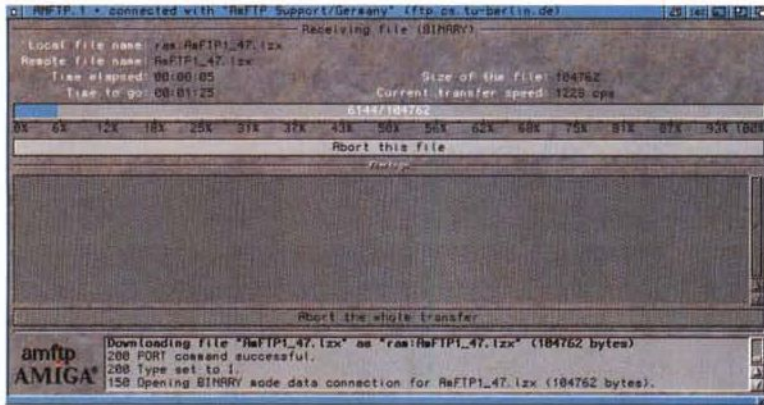 AMFTP.1 • connected with "AmFTP Support/Germany" (ftp.cs.tu-berlin.de)
Receiving file (BINARY)
Local file name ram:AmFTP1_47.lzx
Remote file name AmFTP1_47.lzx
Time elapsed 00:00:05 Size of the file 104762
Time to go 00:01:25 Current transfer speed 1229 cps
6144/104762
0% 6% 12% 18% 25% 31% 37% 43% 50% 56% 62% 68% 75% 81% 87% 93% 100%
Abort this file
Abort the whole transfer
Downloading file "AmFTP1_47.lzx" as "ram:AmFTP1_47.lzx" (104762 bytes)
200 PORT command successful.
200 Type set to I.
150 Opening BINARY mode data connection for AmFTP1_47.lzx (104762 bytes).
amftp
AMIGA®